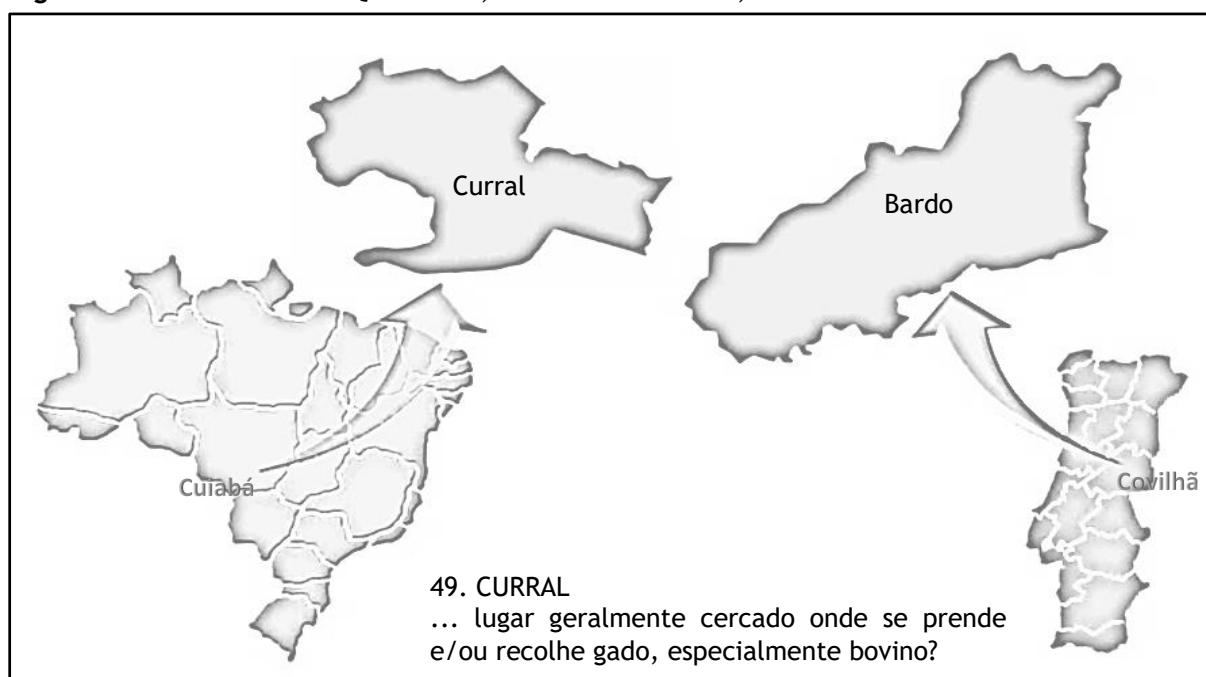 Curral
Bardo
Cuiabá
Covilhã
49. CURRAL
... lugar geralmente cercado onde se prende
e/ou recolhe gado, especialmente bovino?